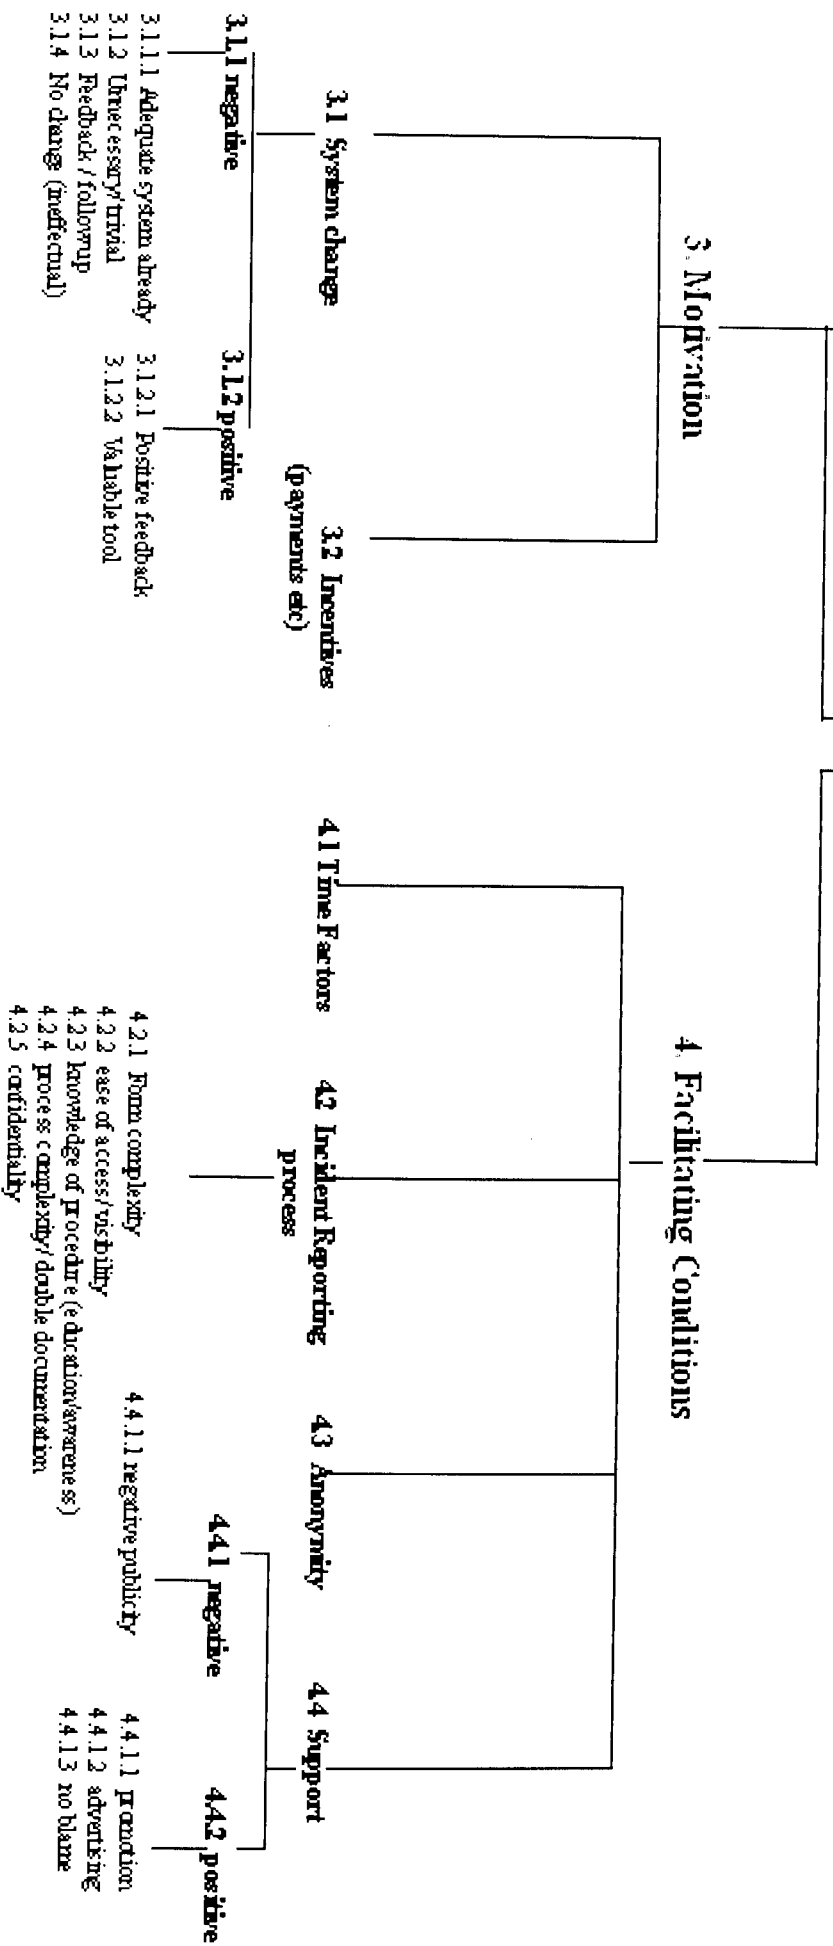 3. Motivation
3.1 System change
3.1.1 negative
3.1.1.1 Adequate system already
3.1.2 Unnecessary/trivial
3.1.3 Feedback / followup
3.1.4 No change (ineffectual)
3.1.2 positive
3.1.2.1 Positive feedback
3.1.2.2 Valuable tool
3.2 Incentives
(payments etc)
4. Facilitating Conditions
4.1 Time Factors
4.2 Incident Reporting
process
4.2.1 Form complexity
4.2.2 ease of access/visibility
4.2.3 knowledge of procedure (education/awareness)
4.2.4 process complexity/ double documentation
4.2.5 confidentiality
4.3 Anonymity
4.4 Support
4.4.1 negative
4.4.1.1 negative publicity
4.4.2 positive
4.4.1.1 promotion
4.4.1.2 advertising
4.4.1.3 no blame